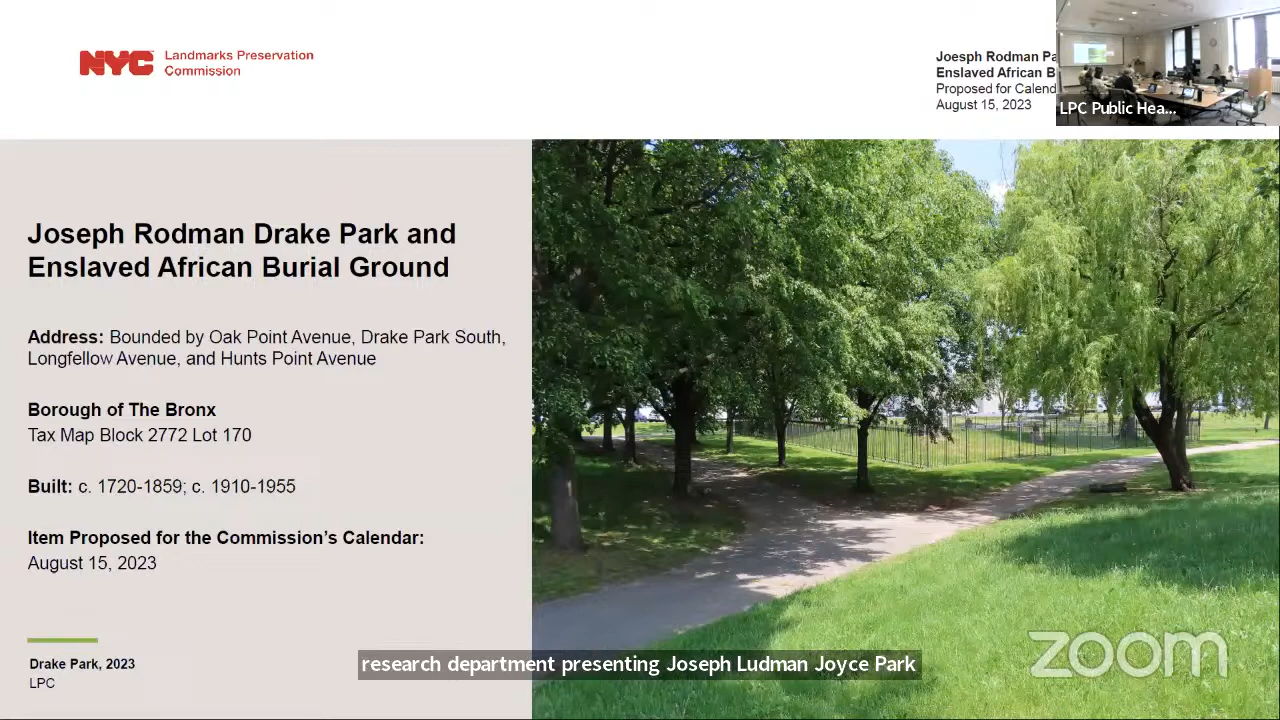 NYC
Landmarks Preservation
Commission
Joesph Rodman Pa
Enslaved African B
Proposed for Calend
August 15, 2023
LPC Public Hea...
Joseph Rodman Drake Park and
Enslaved African Burial Ground
Address: Bounded by Oak Point Avenue, Drake Park South,
Longfellow Avenue, and Hunts Point Avenue
Borough of The Bronx
Tax Map Block 2772 Lot 170
Built: c. 1720-1859; c. 1910-1955
Item Proposed for the Commission’s Calendar:
August 15, 2023
Drake Park, 2023
LPC
research department presenting Joseph Ludman Joyce Park
zoom